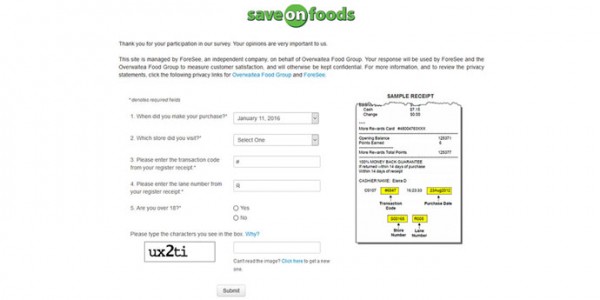 save on foods
Thank you for your participation in our survey. Your opinions are very important to us.
This site is managed by ForeSee, an independent company, on behalf of Overwaitea Food Group. Your response will be used by ForeSee and the
Overwaitea Food Group to measure customer satisfaction, and will otherwise be kept confidential. For more information, and to review the privacy
statements, click the following privacy links for Overwaitea Food Group and ForeSee.
* denotes required fields
1. When did you make your purchase?*
January 11, 2016
2. Which store did you visit?*
Select One
3. Please enter the transaction code
from your register receipt.*
#
4. Please enter the lane number from
your register receipt.*
5. Are you over 18?*
Yes
No
Please type the characters you see in the box. Why?
ux2ti
Can't read the image? Click here to get a new
one.
Submit
SAMPLE RECEIPT
Cash
Change
00.00
More Rewards Card
Opening Balance
Points Earned
More Rewards Total Points
100% MONEY BACK GUARANTEE
If returned within 14 days of purchase
Within 14 days of receipt
CASHIER NAME: Elena D
23Aug2012
Transaction
Code
Purchase Date
Store
Number
Lane
Number